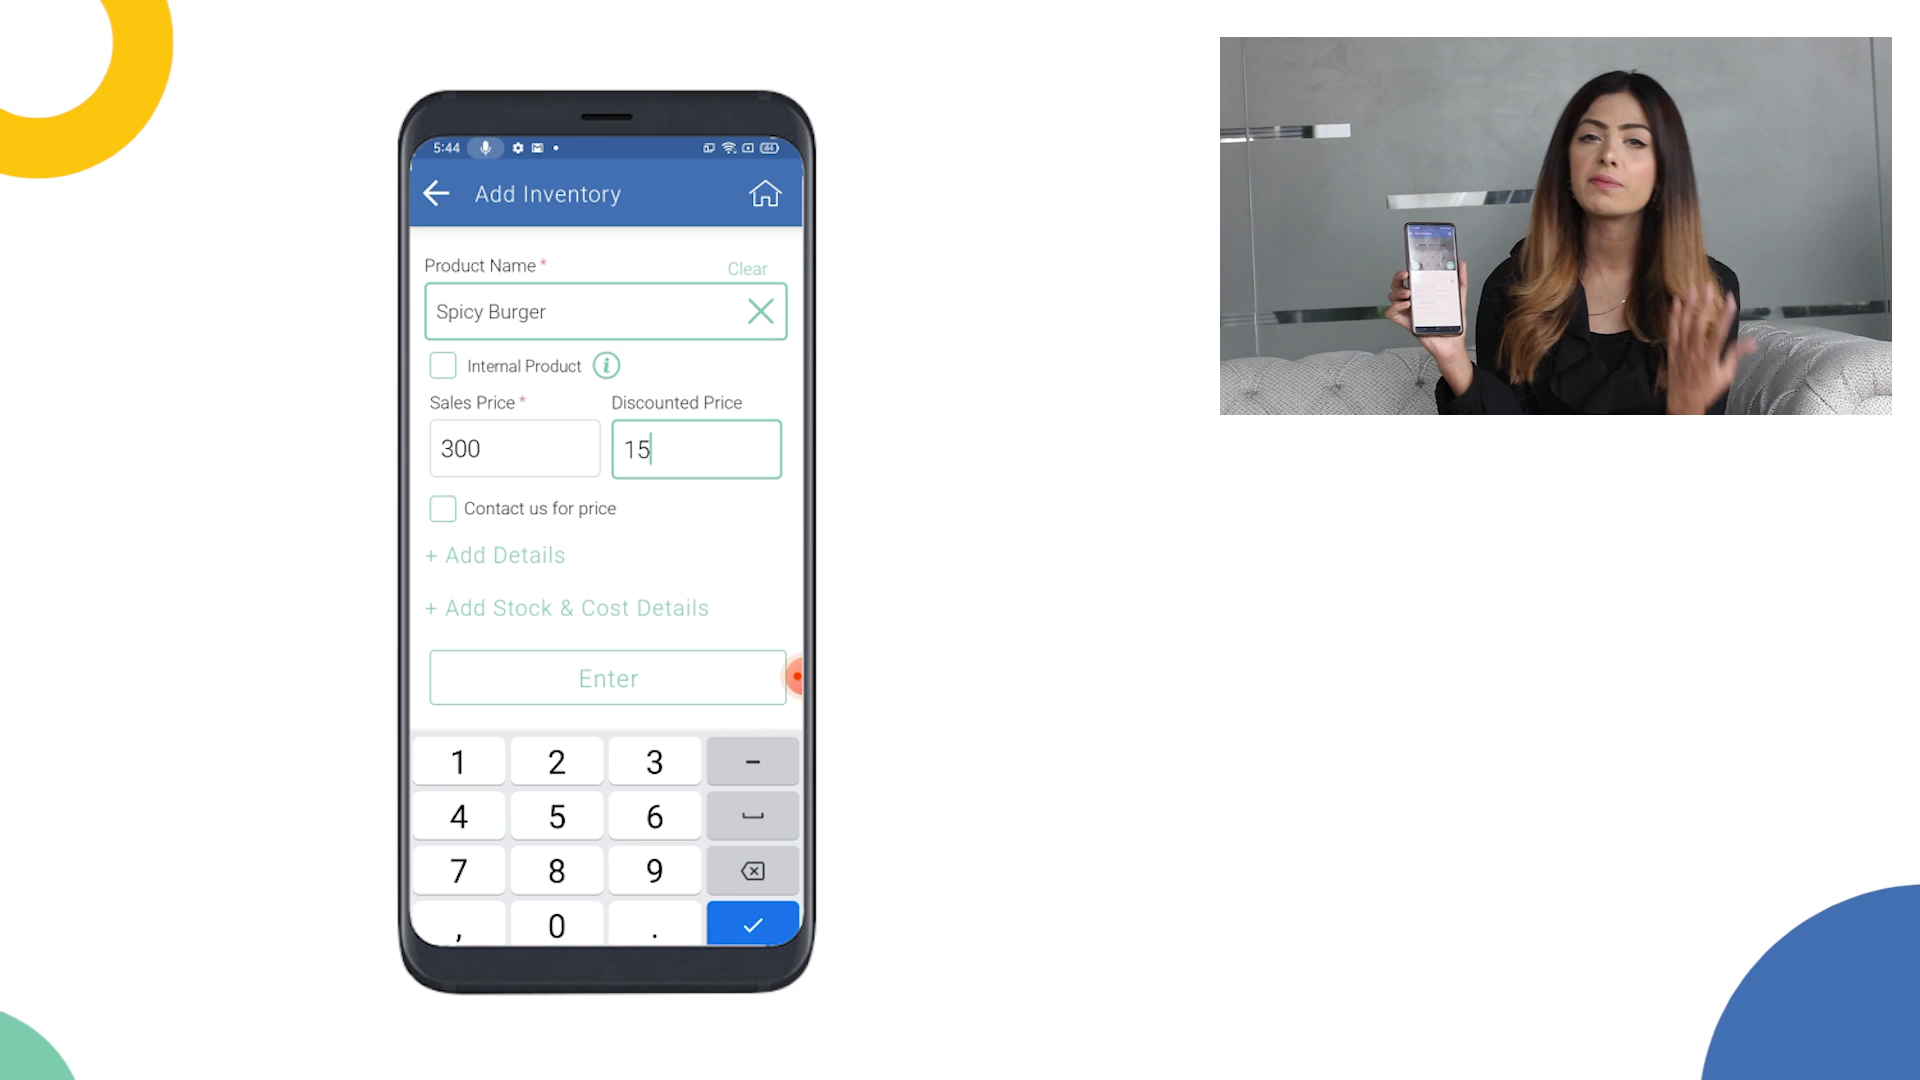 5:44
Add Inventory
Product Name *
Clear
Spicy Burger
Internal Product i
Sales Price *
Discounted Price
300
15
Contact us for price
+ Add Details
+ Add Stock & Cost Details
Enter
1 2 3 -
4 5 6
7 8 9
, 0 .